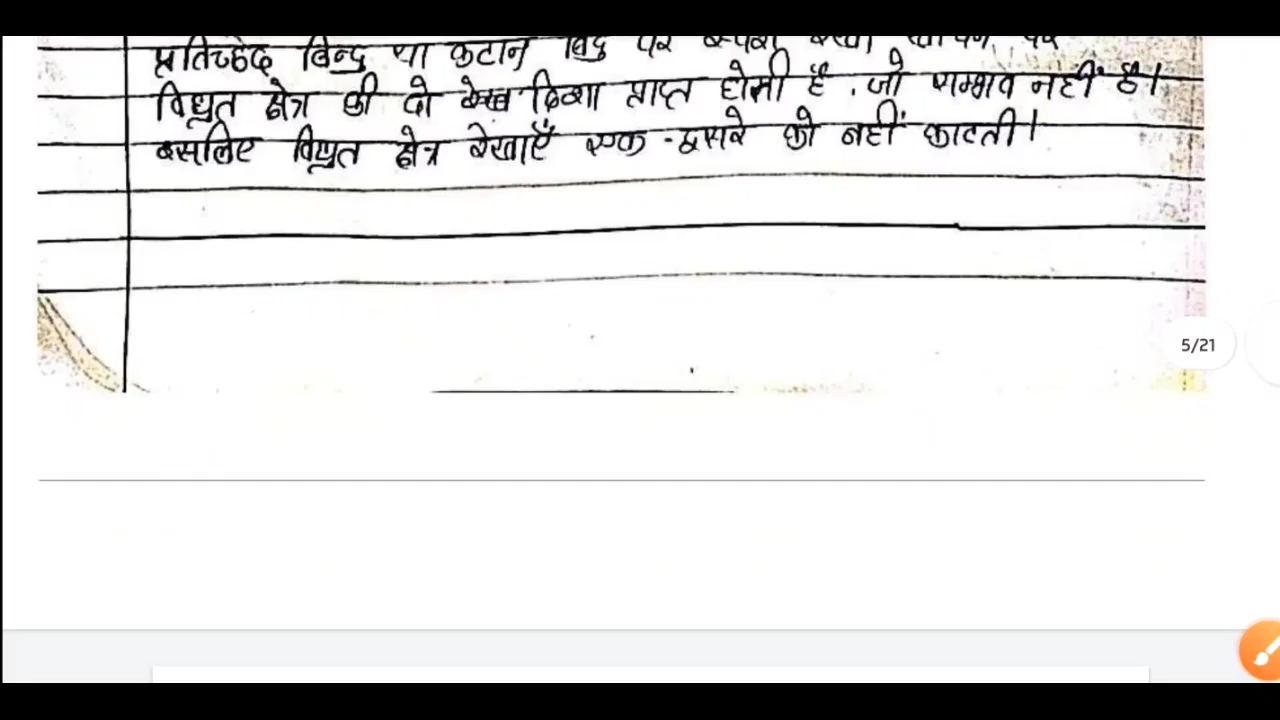 प्रतिच्छेद बिन्दु या कटान बिंदु पर
विधुत क्षेत्र की दो रेखा दिशा प्राप्त होती है . जो सम्भव नहीं है।
इसलिए विधुत क्षेत्र रेखाएँ एक - दूसरे को नहीं काटती।
5/21